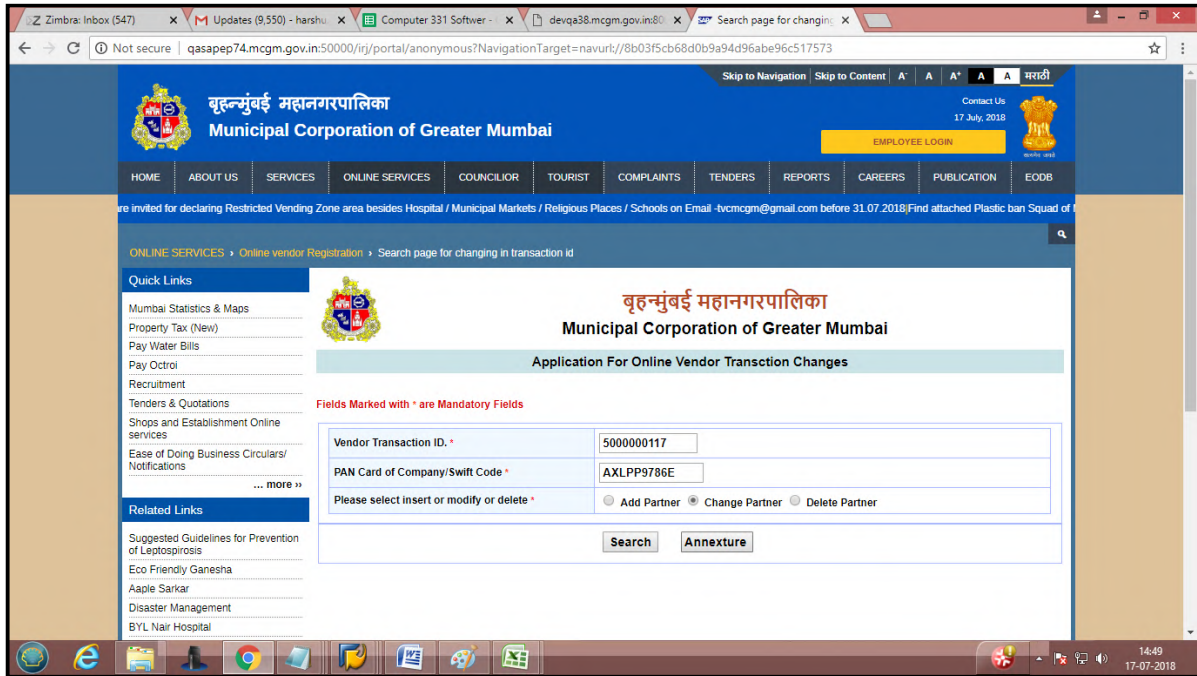 Zimbra: Inbox (547)
Updates (9,550) - harshu
Computer 331 Softwer -
devqa38.mcgm.gov.in:80
Search page for changing
Not secure | qasapep74.mcgm.gov.in:50000/irj/portal/anonymous?NavigationTarget=navurl://8b03f5cb68d0b9a94d96abe96c517573
Skip to Navigation Skip to Content A- A A+ A A मराठी
बृहन्मुंबई महानगरपालिका
Municipal Corporation of Greater Mumbai
Contact Us
17 July, 2018
EMPLOYEE LOGIN
सत्यमेव जयते
HOME ABOUT US SERVICES ONLINE SERVICES COUNCILIOR TOURIST COMPLAINTS TENDERS REPORTS CAREERS PUBLICATION EODB
re invited for declaring Restricted Vending Zone area besides Hospital / Municipal Markets / Religious Places / Schools on Email -tvcmcgm@gmail.com before 31.07.2018|Find attached Plastic ban Squad of
ONLINE SERVICES › Online vendor Registration › Search page for changing in transaction id
Quick Links
Mumbai Statistics & Maps
Property Tax (New)
Pay Water Bills
Pay Octroi
Recruitment
Tenders & Quotations
Shops and Establishment Online
services
Ease of Doing Business Circulars/
Notifications
... more ››
Related Links
Suggested Guidelines for Prevention
of Leptospirosis
Eco Friendly Ganesha
Aaple Sarkar
Disaster Management
BYL Nair Hospital
बृहन्मुंबई महानगरपालिका
Municipal Corporation of Greater Mumbai
Application For Online Vendor Transction Changes
Fields Marked with * are Mandatory Fields
Vendor Transaction ID. * 5000000117
PAN Card of Company/Swift Code * AXLPP9786E
Please select insert or modify or delete * Add Partner Change Partner Delete Partner
Search Annexture
14:49
17-07-2018